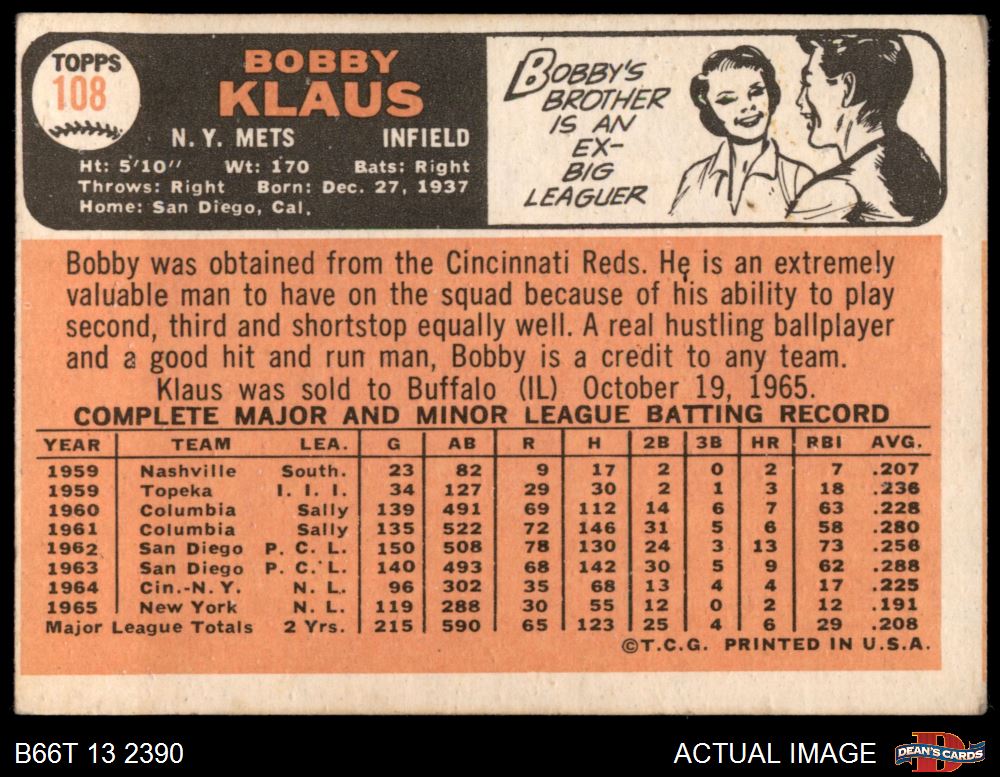 TOPPS
108
BOBBY
KLAUS
N. Y. METS INFIELD
Ht: 5'10'' Wt: 170 Bats: Right
Throws: Right Born: Dec. 27, 1937
Home: San Diego, Cal.
BOBBY'S
BROTHER
IS AN
EX-
BIG
LEAGUER
Bobby was obtained from the Cincinnati Reds. He is an extremely
valuable man to have on the squad because of his ability to play
second, third and shortstop equally well. A real hustling ballplayer
and a good hit and run man, Bobby is a credit to any team.
Klaus was sold to Buffalo (IL) October 19, 1965.
COMPLETE MAJOR AND MINOR LEAGUE BATTING RECORD
YEAR TEAM LEA. G AB R H 2B 3B HR RBI AVG.
1959 Nashville South. 23 82 9 17 2 0 2 7 .207
1959 Topeka I. I. I. 34 127 29 30 2 1 3 18 .236
1960 Columbia Sally 139 491 69 112 14 6 7 63 .228
1961 Columbia Sally 135 522 72 146 31 5 6 58 .280
1962 San Diego P. C. L. 150 508 78 130 24 3 13 73 .256
1963 San Diego P. C. L. 140 493 68 142 30 5 9 62 .288
1964 Cin.-N. Y. N. L. 96 302 35 68 13 4 4 17 .225
1965 New York N. L. 119 288 30 55 12 0 2 12 .191
Major League Totals 2 Yrs. 215 590 65 123 25 4 6 29 .208
©T.C.G. PRINTED IN U.S.A.
B66T 13 2390
ACTUAL IMAGE
D
DEAN'S CARDS